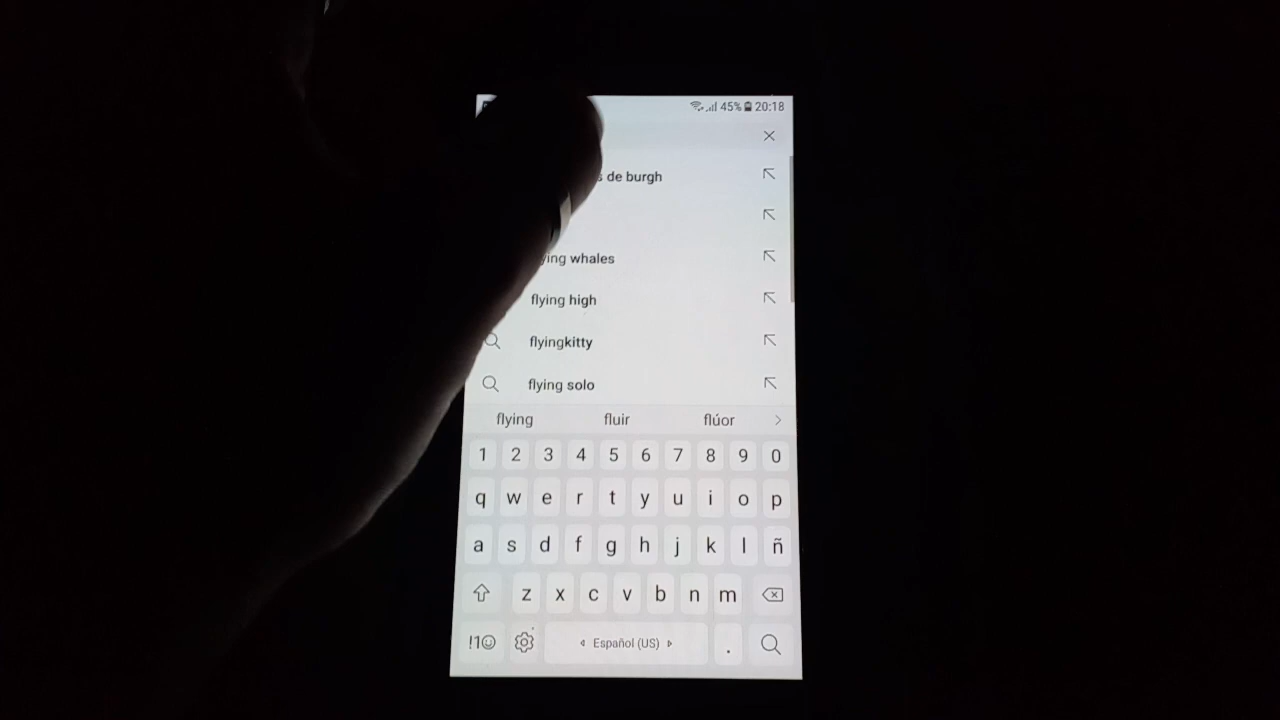 45% 20:18
de burgh
whales
flying high
flyingkitty
flying solo
flying fluir flúor
1 2 3 4 5 6 7 8 9 0
q w e r t y u i o p
a s d f g h j k l ñ
z x c v b n m
!1☺ Español (US) .